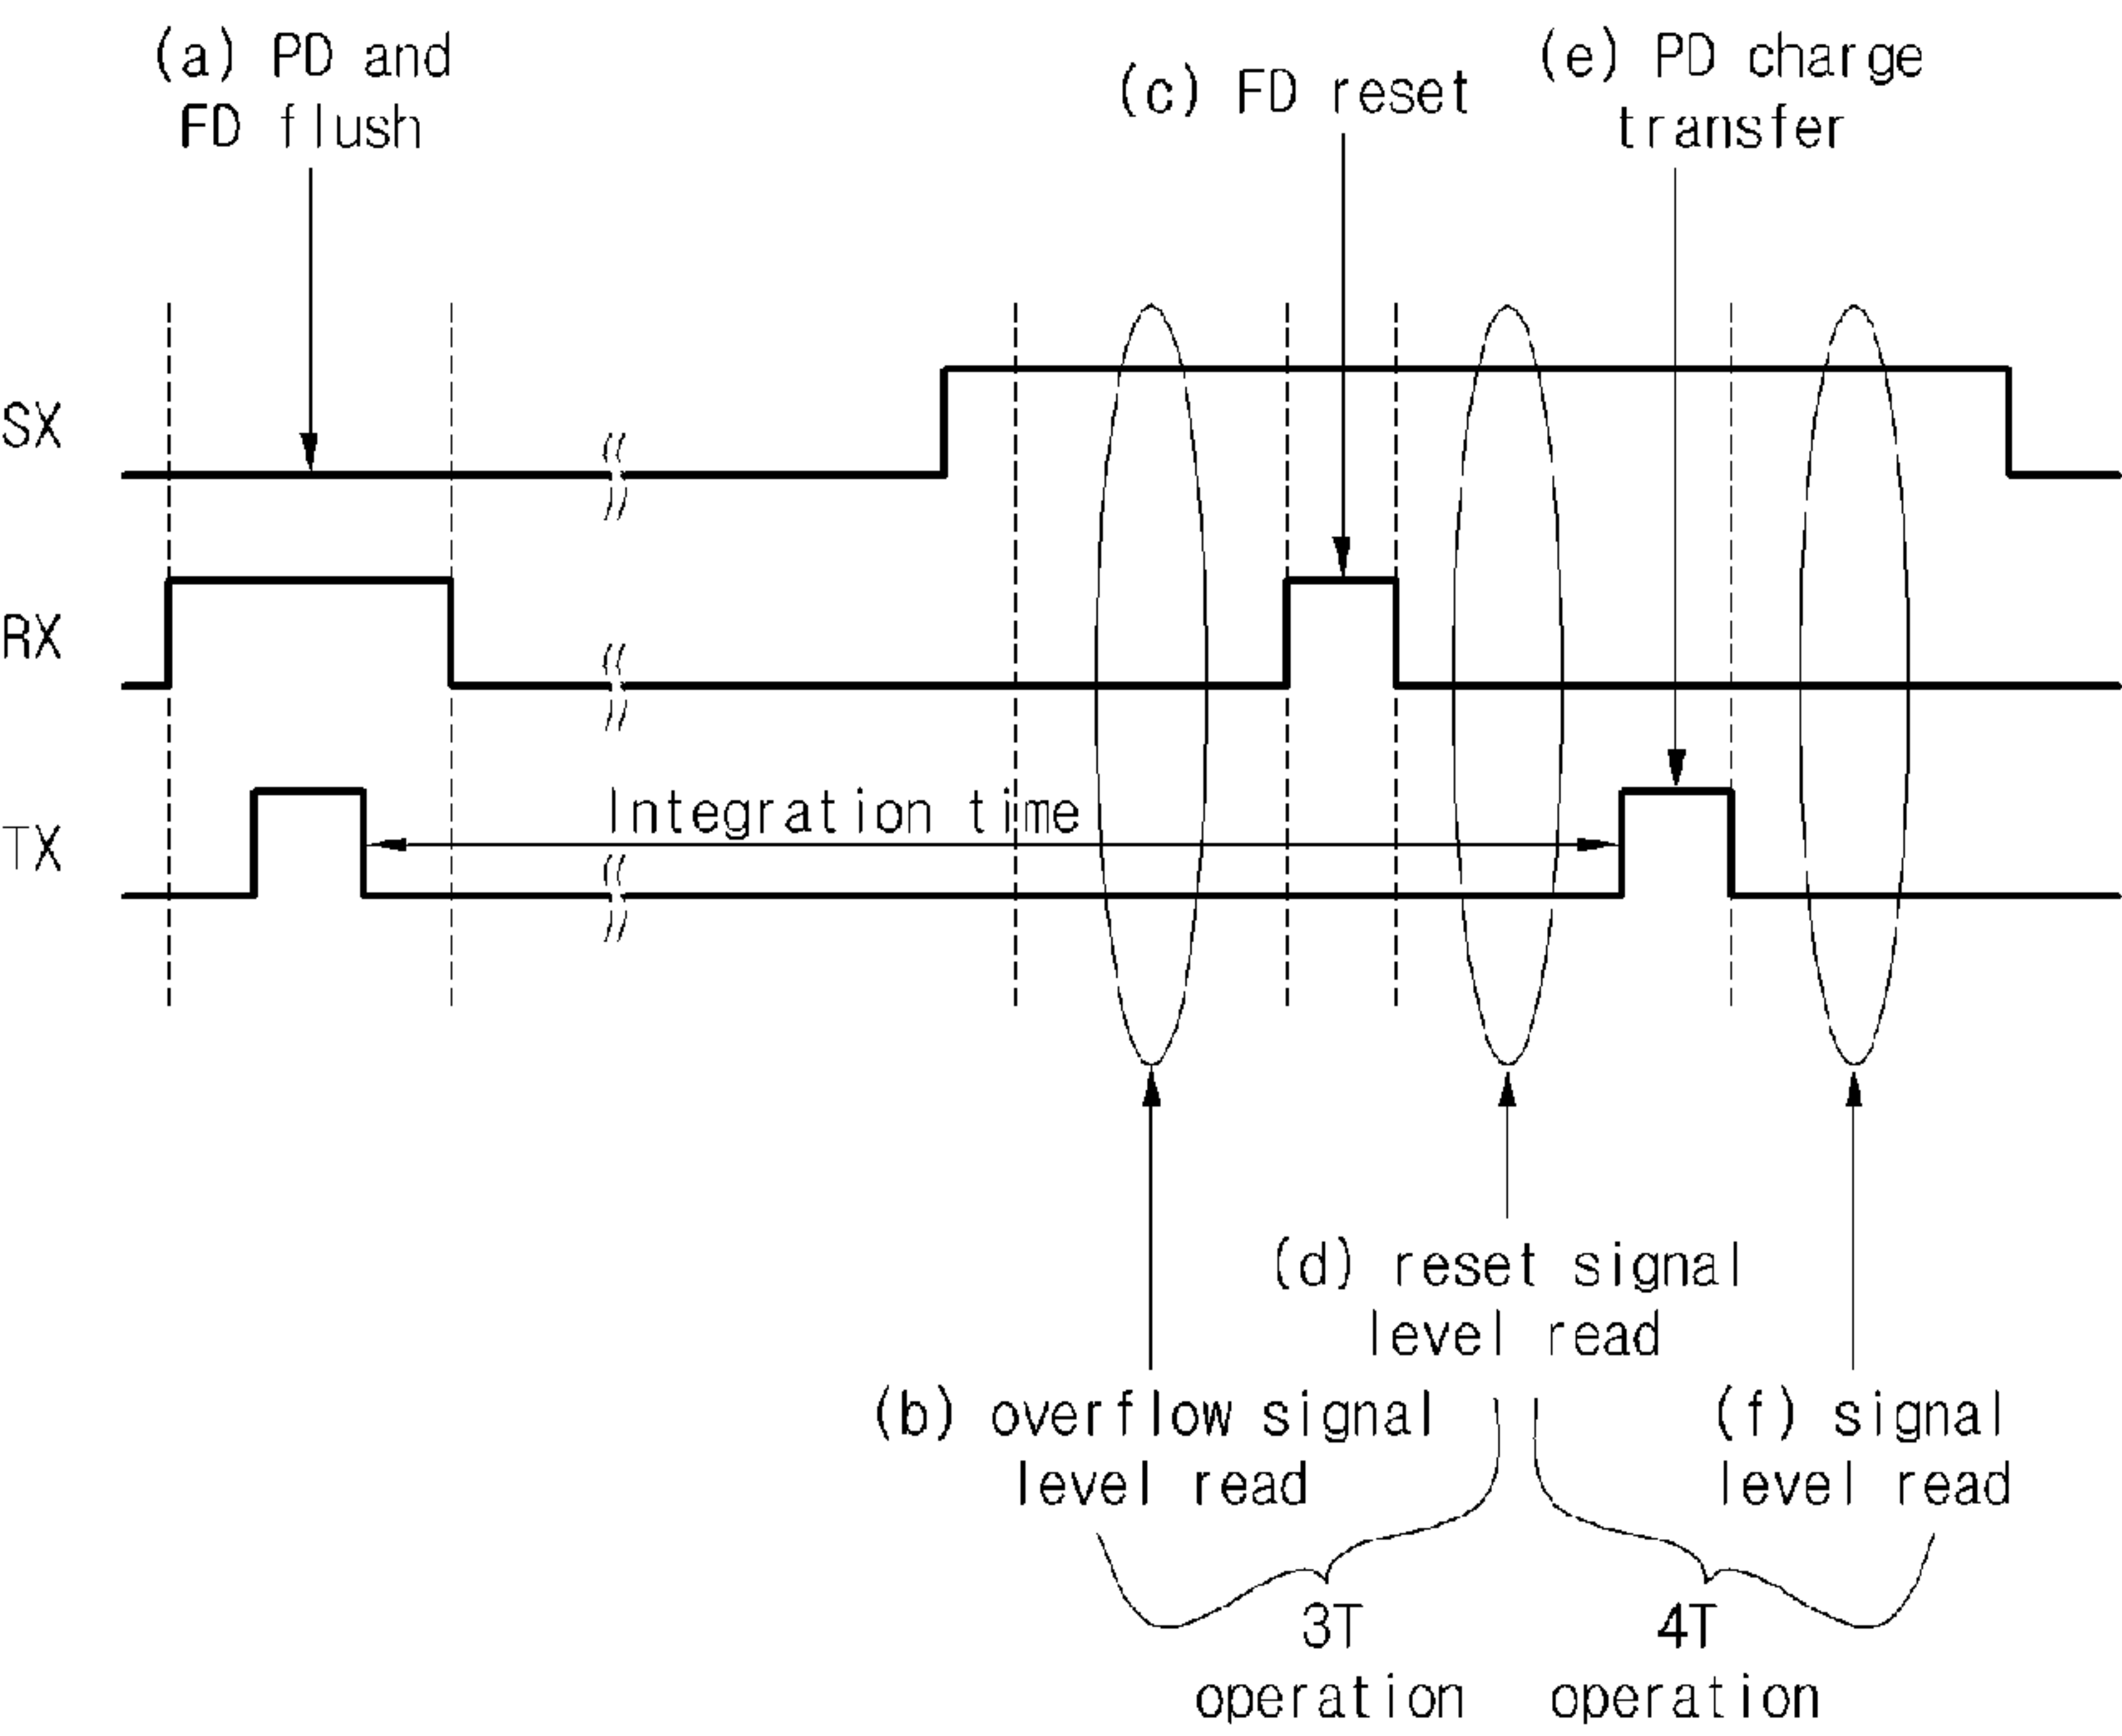 (a) PD and
FD flush
(c) FD reset
(e) PD charge
transfer
SX
RX
TX
Integration time
(d) reset signal
level read
(b) overflow signal
level read
(f) signal
level read
3T
operation
4T
operation